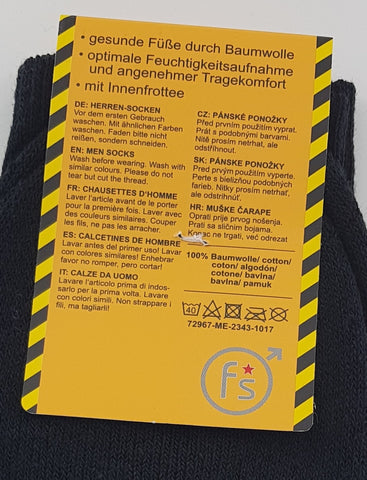 • gesunde Füße durch Baumwolle
• optimale Feuchtigkeitsaufnahme
und angenehmer Tragekomfort
• mit Innenfrottee
DE: HERREN-SOCKEN
Vor dem ersten Gebrauch
waschen. Mit ähnlichen Farben
waschen. Faden bitte nicht
reißen, sondern schneiden.
EN: MEN SOCKS
Wash before wearing. Wash with
similar colours. Please do not
tear but cut the thread.
FR: CHAUSETTES D'HOMME
Laver l'article avant de le porter
pour la première fois. Laver avec
des couleurs similaires. Couper
les fils, ne pas les arracher.
ES: CALCETINES DE HOMBRE
Lavar antes del primer uso! Lavar
con colores similares! Enhebrar
favor no romper, pero cortar!
IT: CALZE DA UOMO
Lavare prima di indos-
sarlo per la prima volta. Lavare
con colori simili. Non strappare i
fili, ma tagliarli!
CZ: PÁNSKÉ PONOŽKY
Před prvním použitím vyprat.
Prát s podobnými barvami.
Nitě prosím netrhat, ale
odstřihovat.
SK: PÁNSKE PONOŽKY
Pred prvým použitím vyperte.
Perte s bielizňou podobných
farieb. Nitky prosím netrhať,
ale odstrihovať.
HR: MUŠKE ČARAPE
Oprati prije prvog nošenja.
Prati sa sličnim bojama.
Konac ne trgati, već odrezat
100% Baumwolle/ cotton/
coton/ algodón/
cotone/ bavlna/
bavlna/ pamuk
40
72967-ME-2343-1017
fs